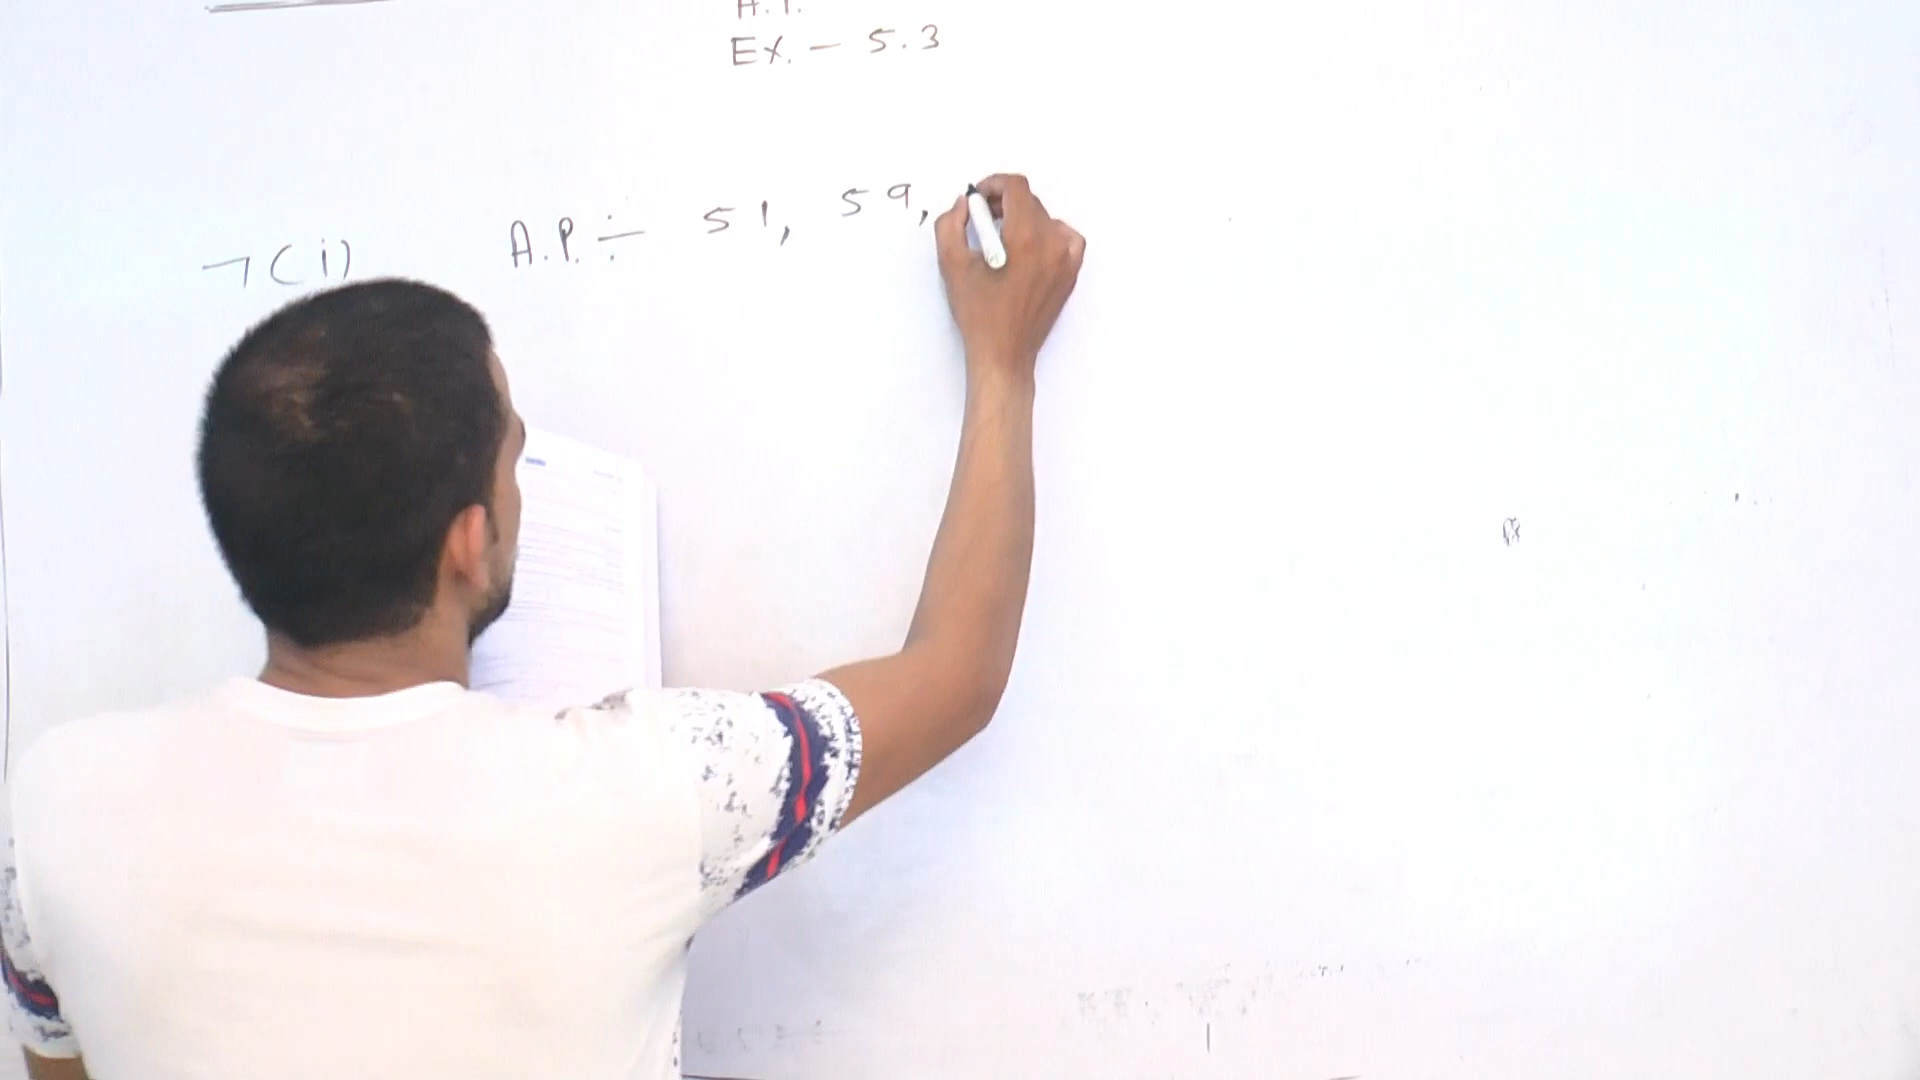 A.P.
Ex. - 5.3
7(i) A.P. ÷ 51, 59,